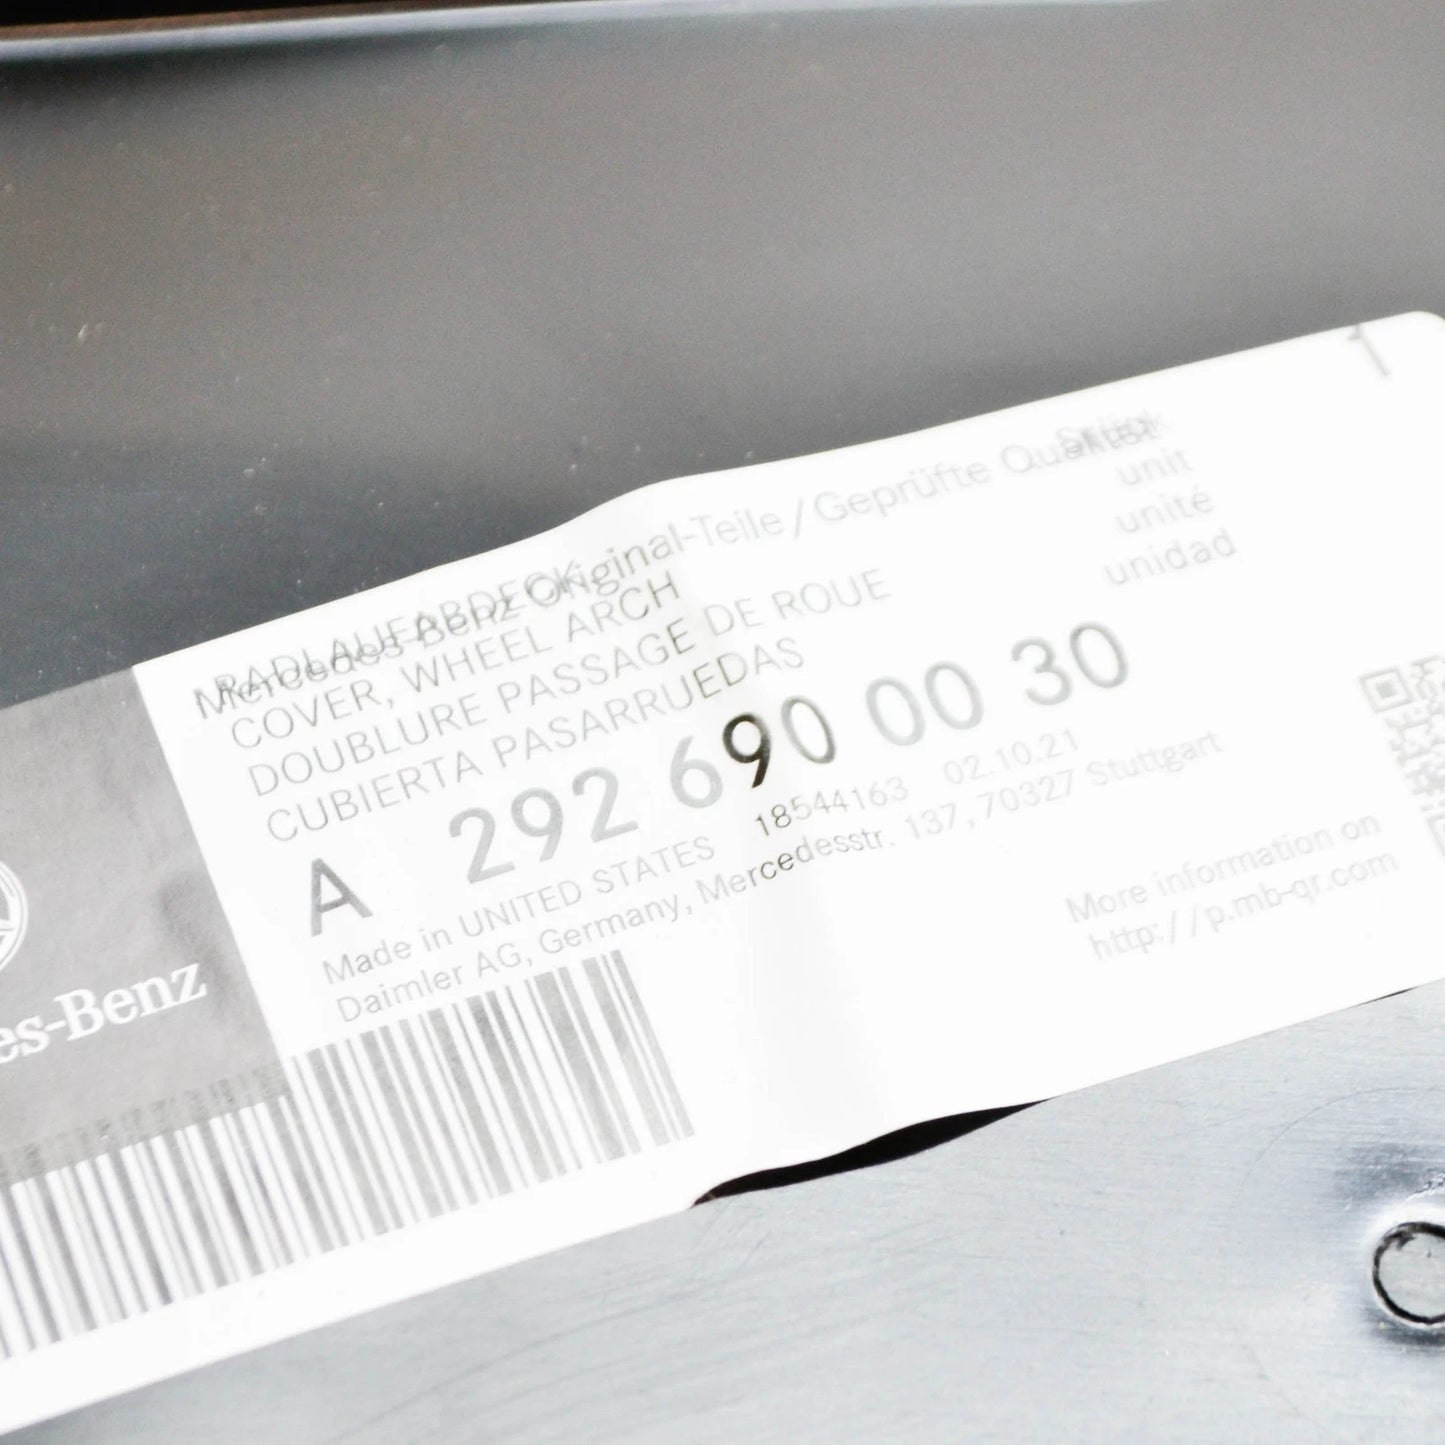 Mercedes-Benz Original-Teile / Geprüfte Qualität
1
RADLAUFABDECK.
COVER, WHEEL ARCH
DOUBLURE PASSAGE DE ROUE
CUBIERTA PASARRUEDAS
Stück
unit
unité
unidad
A 292 690 00 30
Made in UNITED STATES 18544163 02.10.21
Daimler AG, Germany, Mercedesstr. 137, 70327 Stuttgart
More information on
http://p.mb-qr.com
es-Benz